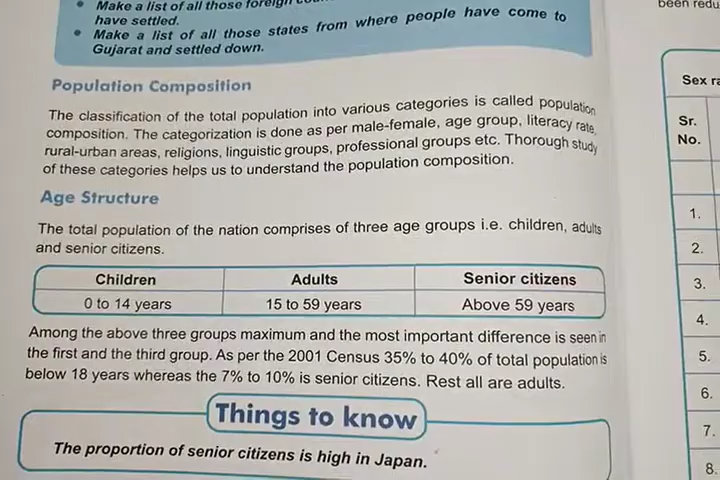 Make a list of all those foreign
have settled.
Make a list of all those states from where people have come to
Gujarat and settled down.
Population Composition
The classification of the total population into various categories is called population
composition. The categorization is done as per male-female, age group, literacy rate,
rural-urban areas, religions, linguistic groups, professional groups etc. Thorough study
of these categories helps us to understand the population composition.
Age Structure
The total population of the nation comprises of three age groups i.e. children, adults
and senior citizens.
Children Adults Senior citizens
0 to 14 years 15 to 59 years Above 59 years
Among the above three groups maximum and the most important difference is seen in
the first and the third group. As per the 2001 Census 35% to 40% of total population is
below 18 years whereas the 7% to 10% is senior citizens. Rest all are adults.
Things to know
The proportion of senior citizens is high in Japan.
been
Sex
Sr.
No.
1.
2.
3.
4.
5.
6.
7.
8.